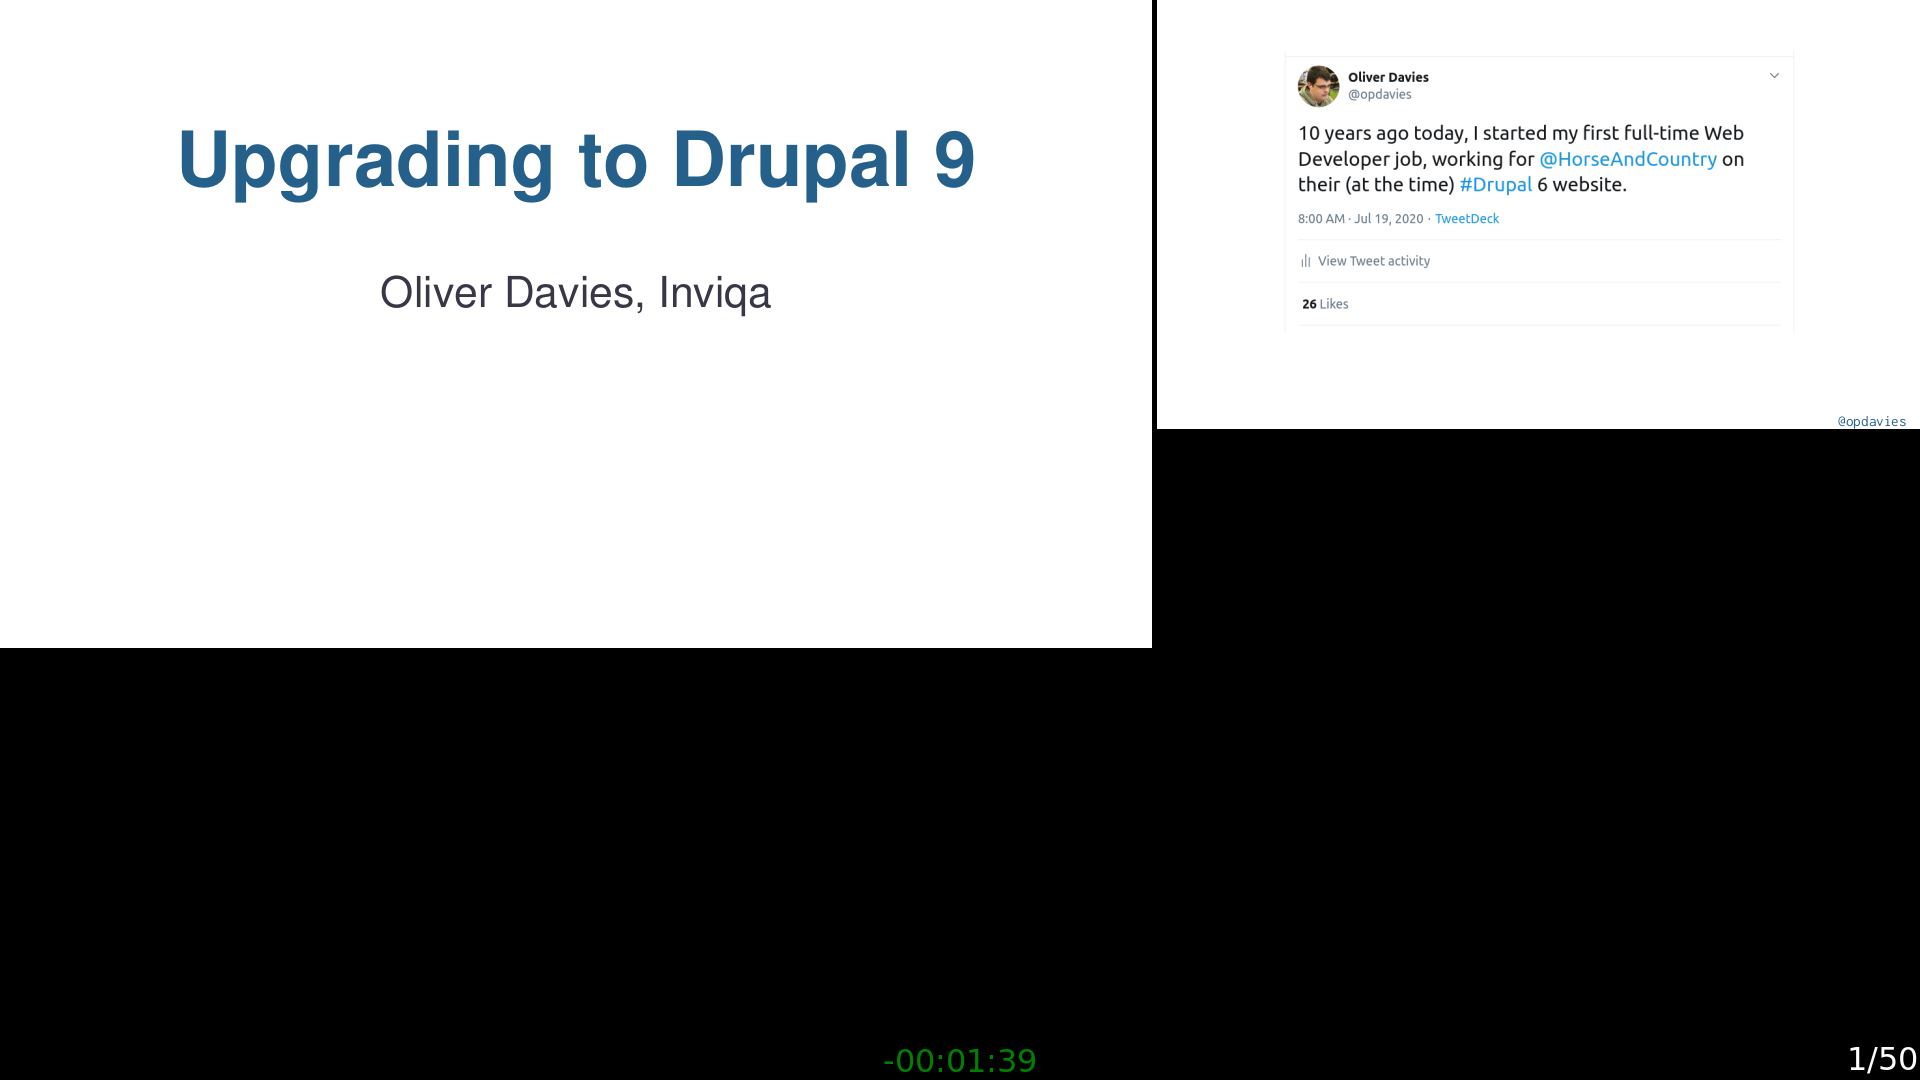 Upgrading to Drupal 9
Oliver Davies, Inviqa
Oliver Davies
@opdavies
10 years ago today, I started my first full-time Web
Developer job, working for @HorseAndCountry on
their (at the time) #Drupal 6 website.
8:00 AM · Jul 19, 2020 · TweetDeck
View Tweet activity
26 Likes
@opdavies
-00:01:39
1/50